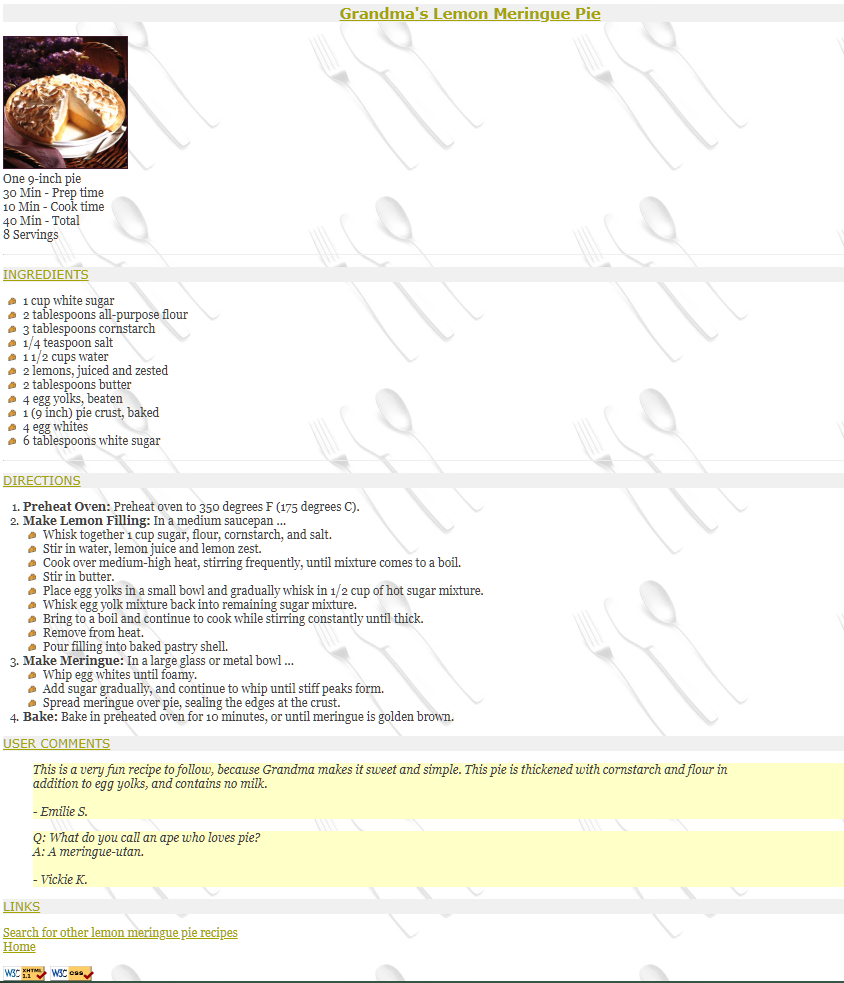 Grandma's Lemon Meringue Pie
One 9-inch pie
30 Min - Prep time
10 Min - Cook time
40 Min - Total
8 Servings
INGREDIENTS
1 cup white sugar
2 tablespoons all-purpose flour
3 tablespoons cornstarch
1/4 teaspoon salt
1 1/2 cups water
2 lemons, juiced and zested
2 tablespoons butter
4 egg yolks, beaten
1 (9 inch) pie crust, baked
4 egg whites
6 tablespoons white sugar
DIRECTIONS
1. Preheat Oven: Preheat oven to 350 degrees F (175 degrees C).
2. Make Lemon Filling: In a medium saucepan ...
Whisk together 1 cup sugar, flour, cornstarch, and salt.
Stir in water, lemon juice and lemon zest.
Cook over medium-high heat, stirring frequently, until mixture comes to a boil.
Stir in butter.
Place egg yolks in a small bowl and gradually whisk in 1/2 cup of hot sugar mixture.
Whisk egg yolk mixture back into remaining sugar mixture.
Bring to a boil and continue to cook while stirring constantly until thick.
Remove from heat.
Pour filling into baked pastry shell.
3. Make Meringue: In a large glass or metal bowl ...
Whip egg whites until foamy.
Add sugar gradually, and continue to whip until stiff peaks form.
Spread meringue over pie, sealing the edges at the crust.
4. Bake: Bake in preheated oven for 10 minutes, or until meringue is golden brown.
USER COMMENTS
This is a very fun recipe to follow, because Grandma makes it sweet and simple. This pie is thickened with cornstarch and flour in
addition to egg yolks, and contains no milk.
- Emilie S.
Q: What do you call an ape who loves pie?
A: A meringue-utan.
- Vickie K.
LINKS
Search for other lemon meringue pie recipes
Home
W3C XHTML 1.1 W3C CSS